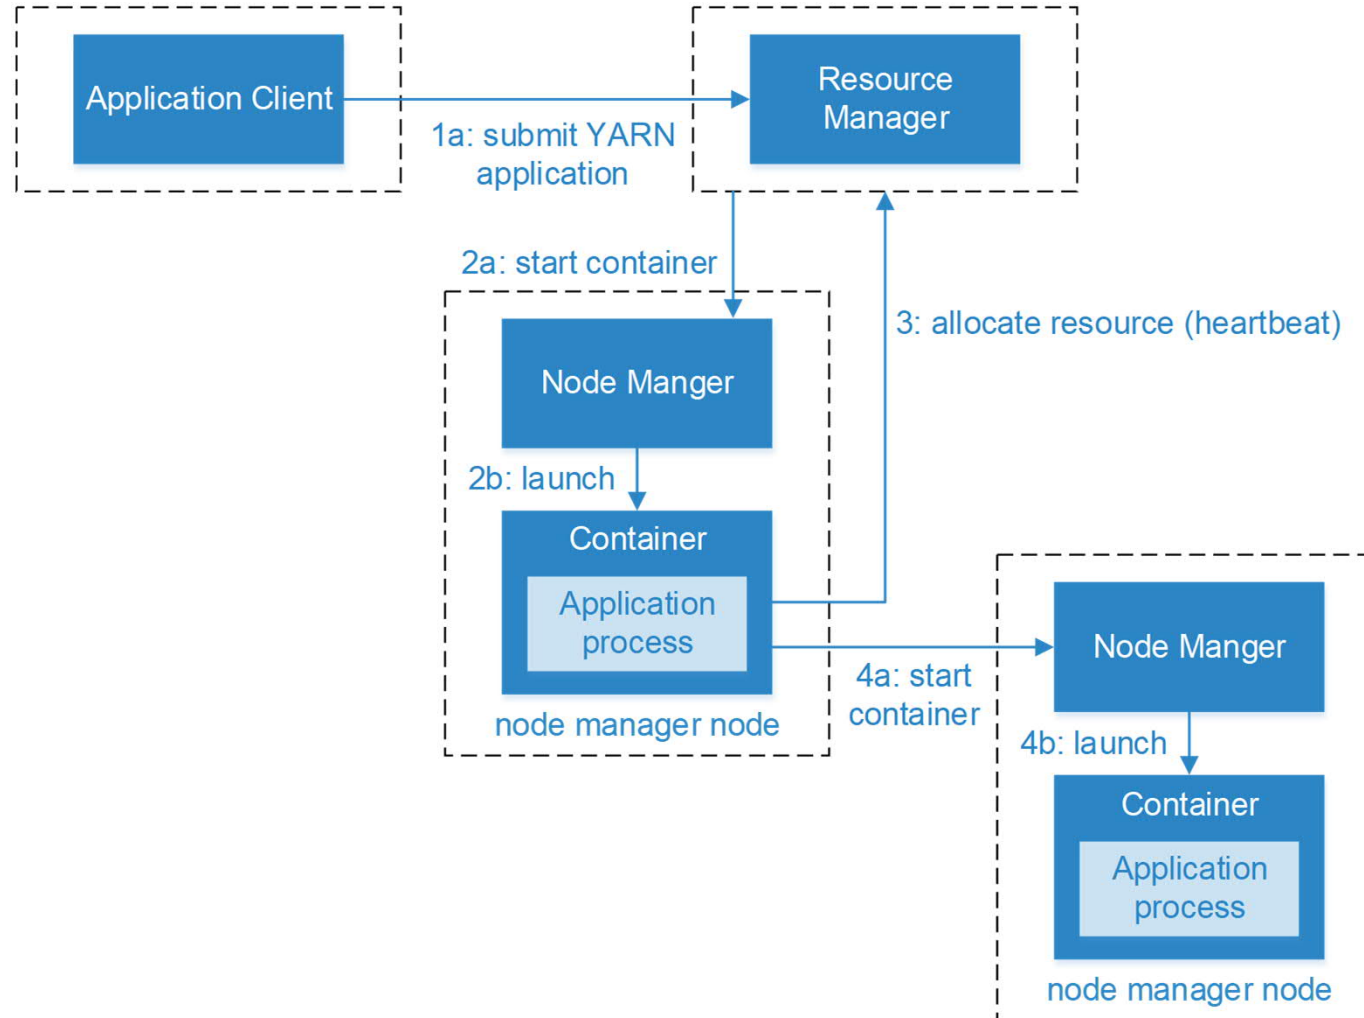 Application Client
Resource
Manager
1a: submit YARN
application
2a: start container
3: allocate resource (heartbeat)
Node Manger
2b: launch
Container
Application
process
node manager node
4a: start
container
Node Manger
4b: launch
Container
Application
process
node manager node